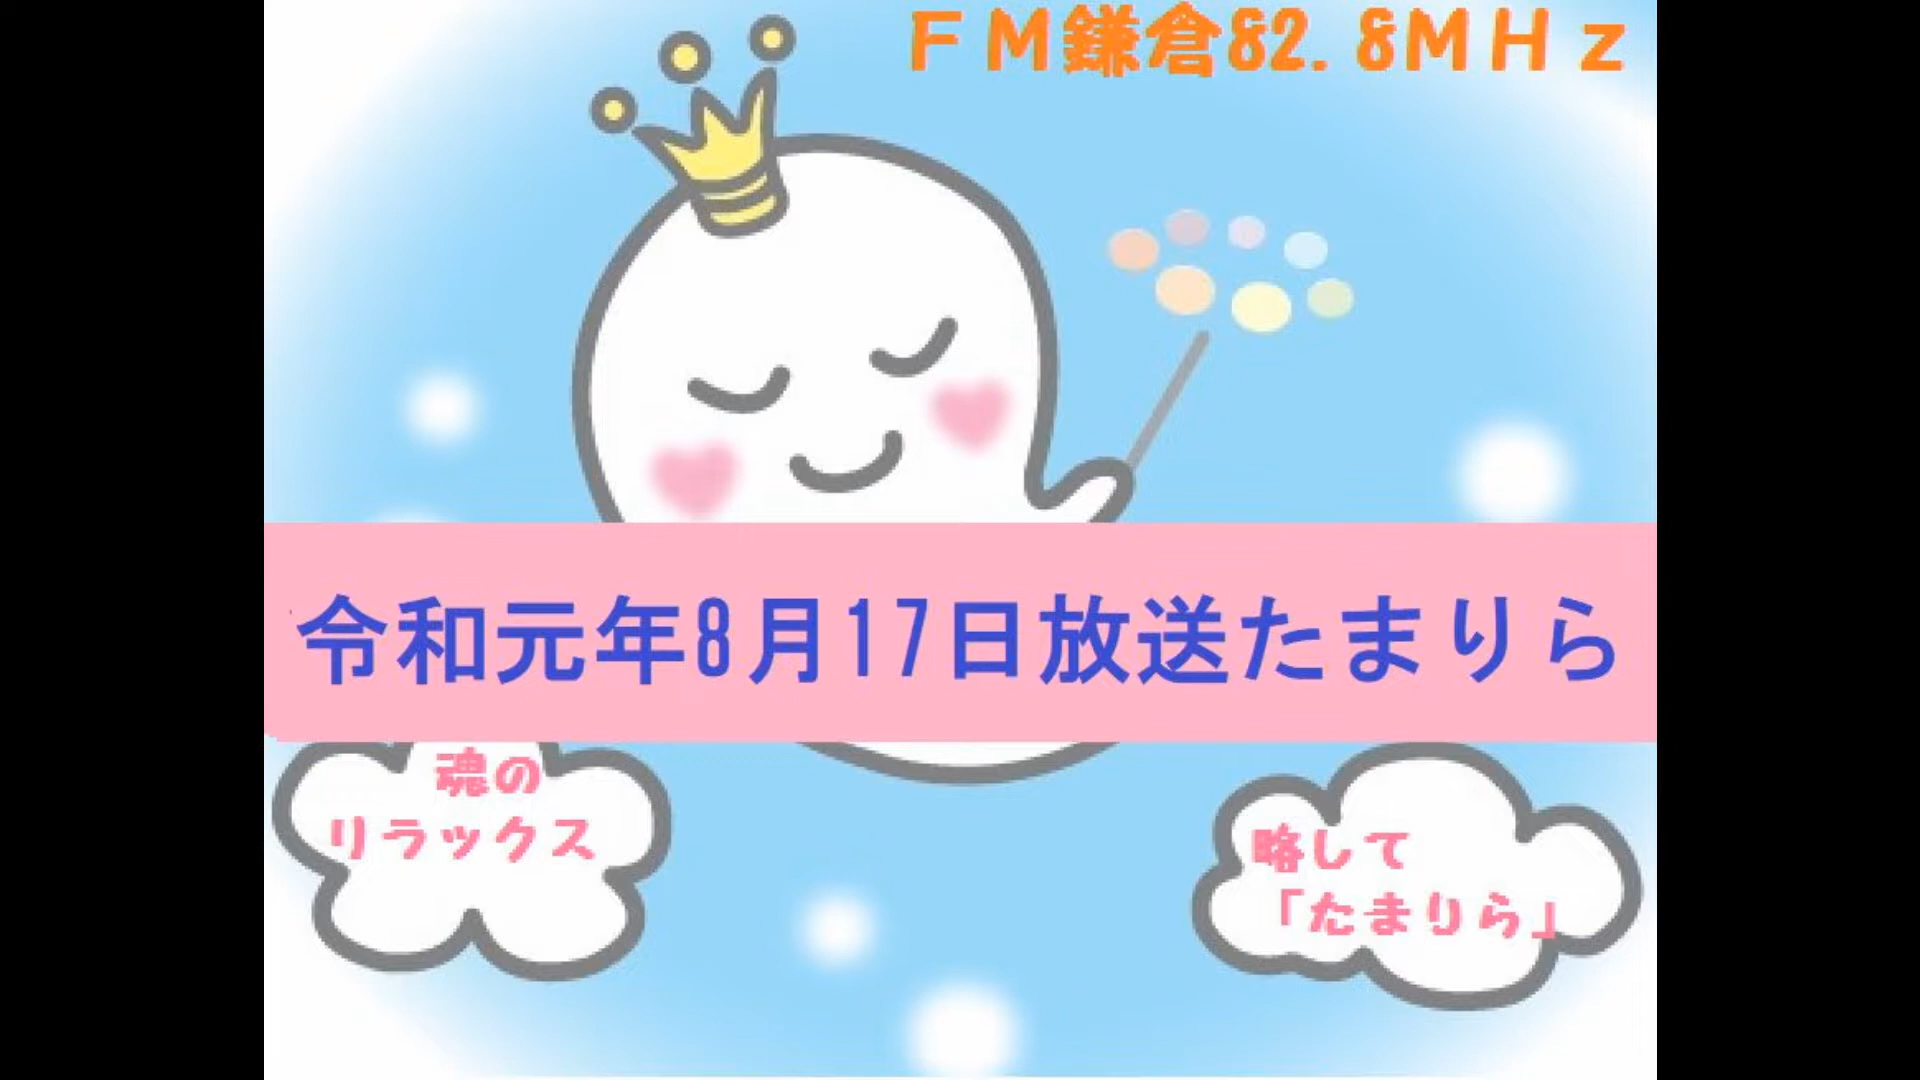 ＦＭ鎌倉82.8ＭＨｚ
令和元年8月17日放送たまりら
魂の
リラックス
略して
「たまりら」